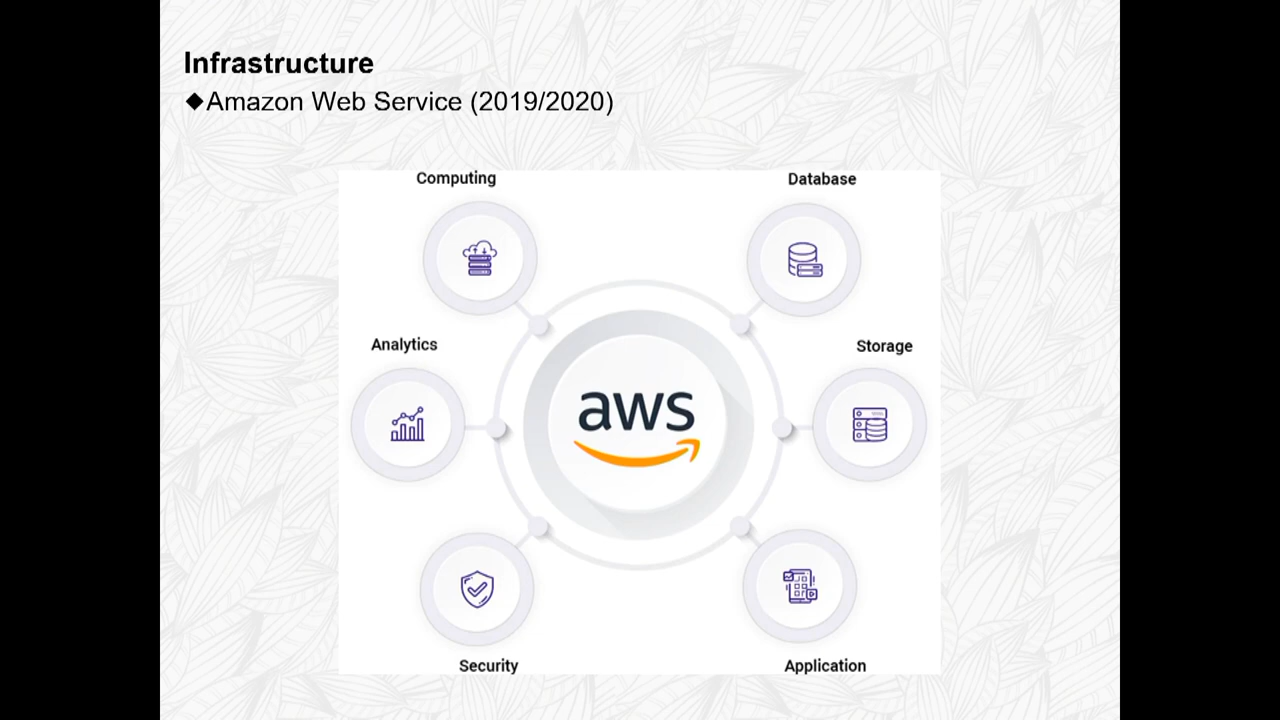 Infrastructure
◆Amazon Web Service (2019/2020)
Computing
Database
Analytics
Storage
aws
Security
Application